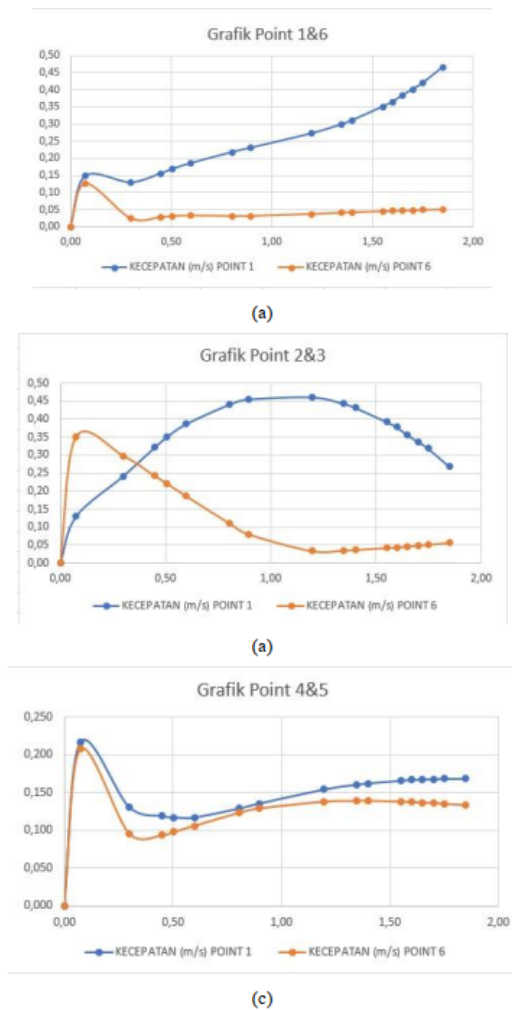 Grafik Point 1&6
0,50
0,45
0,40
0,35
0,30
0,25
0,20
0,15
0,10
0,05
0,00
0,00 0,50 1,00 1,50 2,00
KECEPATAN (m/s) POINT 1 KECEPATAN (m/s) POINT 6
(a)
Grafik Point 2&3
0,50
0,45
0,40
0,35
0,30
0,25
0,20
0,15
0,10
0,05
0,00
0,00 0,50 1,00 1,50 2,00
KECEPATAN (m/s) POINT 1 KECEPATAN (m/s) POINT 6
(a)
Grafik Point 4&5
0,250
0,200
0,150
0,100
0,050
0,000
0,00 0,50 1,00 1,50 2,00
KECEPATAN (m/s) POINT 1 KECEPATAN (m/s) POINT 6
(c)